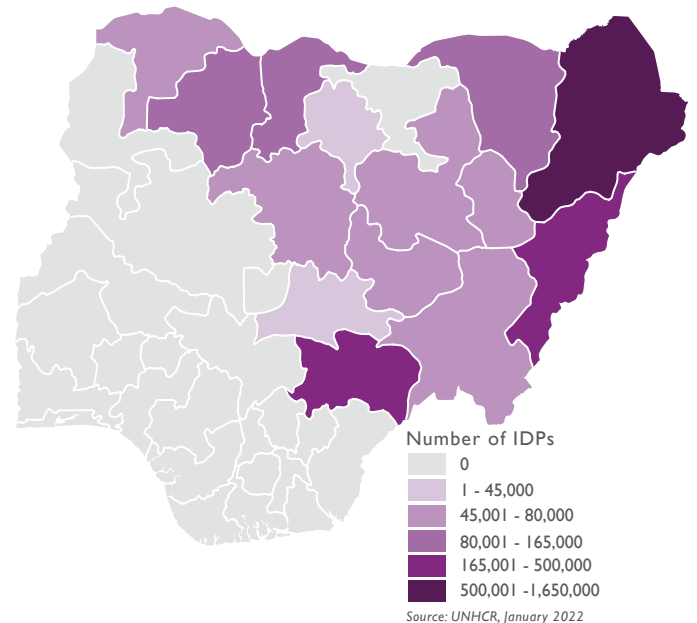 Number of IDPs
0
1 - 45,000
45,001 - 80,000
80,001 - 165,000
165,001 - 500,000
500,001 -1,650,000
Source: UNHCR, January 2022